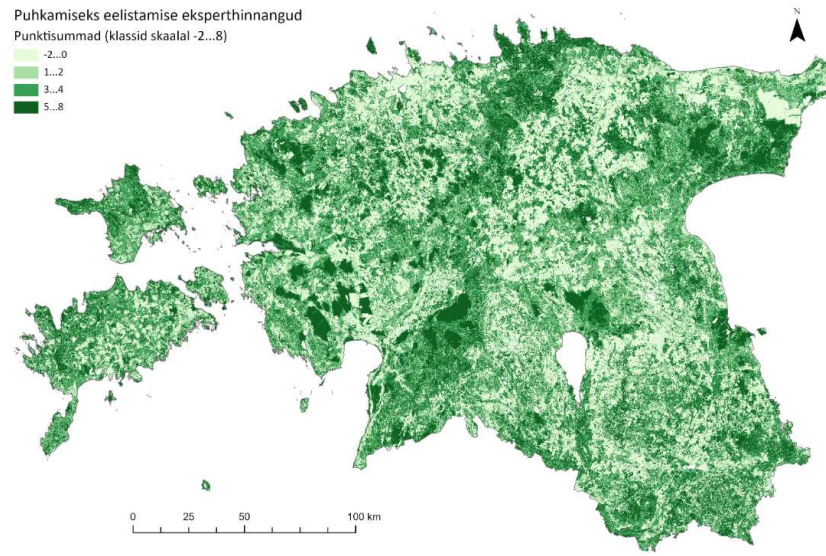 Puhkamiseks eelistamise eksperthinnangud
Punktisummad (klassid skaalal -2...8)
-2...0
1...2
3...4
5...8
N
0 25 50 100 km